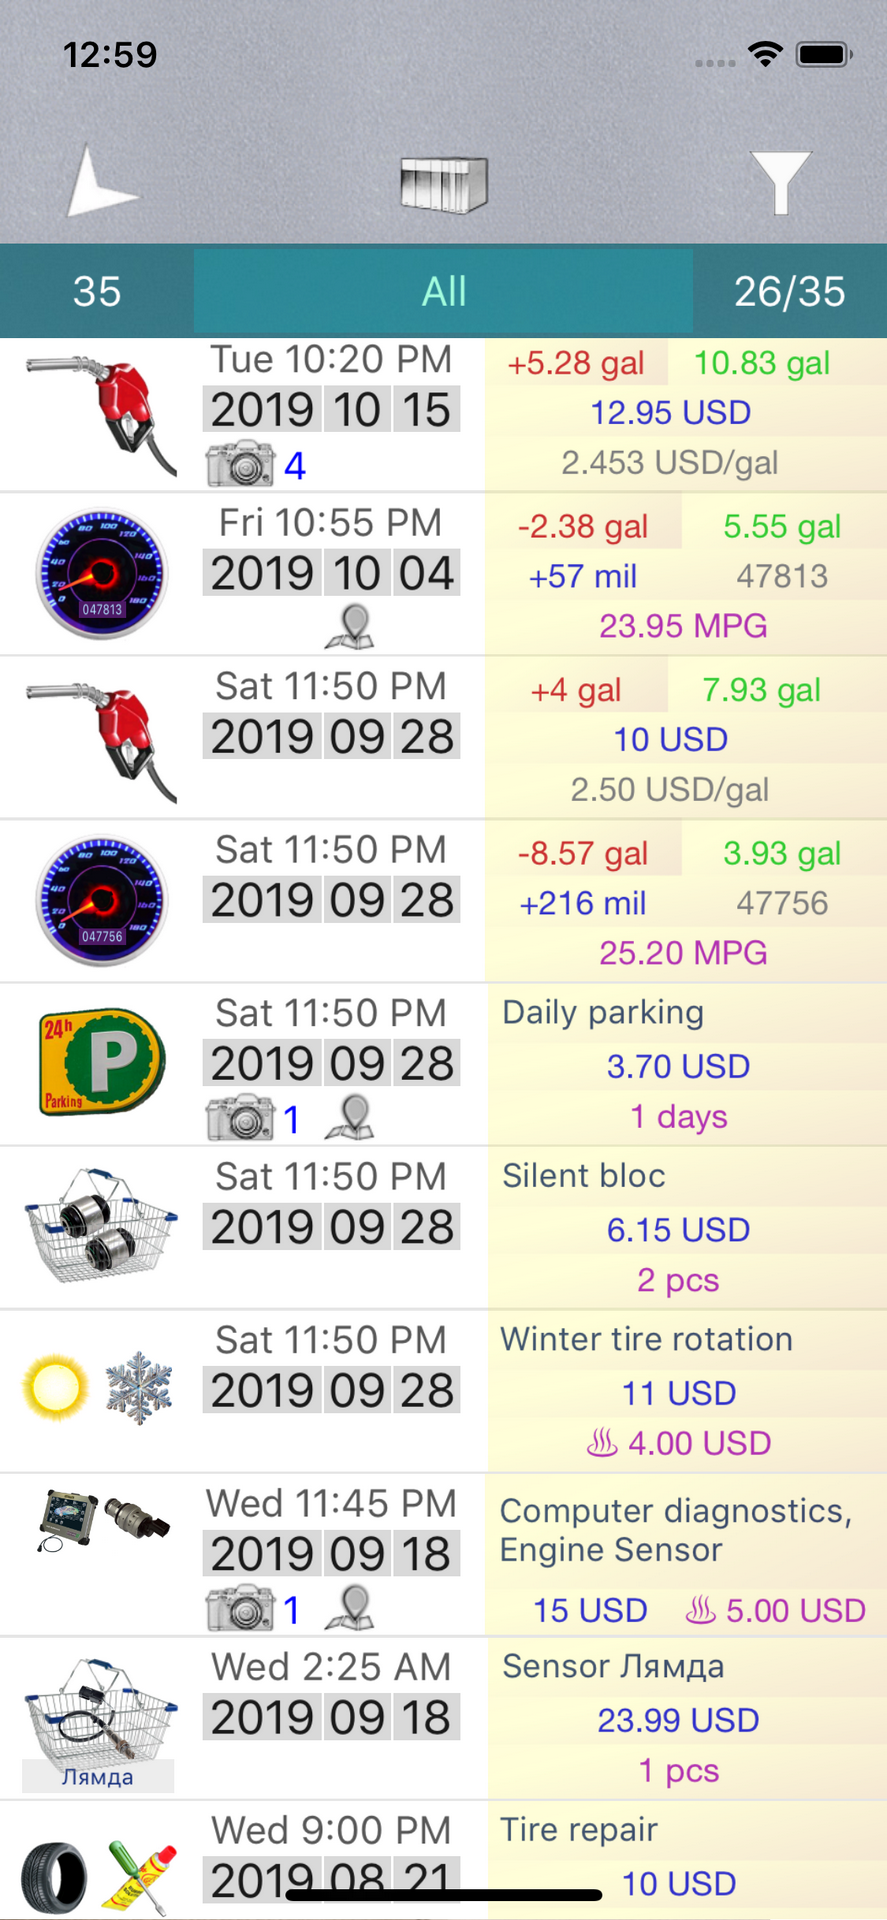 12:59
35 All 26/35
Tue 10:20 PM +5.28 gal 10.83 gal
2019 10 15 12.95 USD
4 2.453 USD/gal
Fri 10:55 PM -2.38 gal 5.55 gal
2019 10 04 +57 mil 47813
047813
23.95 MPG
Sat 11:50 PM +4 gal 7.93 gal
2019 09 28 10 USD
2.50 USD/gal
Sat 11:50 PM -8.57 gal 3.93 gal
2019 09 28 +216 mil 47756
047756
25.20 MPG
Sat 11:50 PM Daily parking
24h
P
Parking
2019 09 28 3.70 USD
1 1 days
Sat 11:50 PM Silent bloc
2019 09 28 6.15 USD
2 pcs
Sat 11:50 PM Winter tire rotation
2019 09 28 11 USD
4.00 USD
Wed 11:45 PM Computer diagnostics,
Engine Sensor
2019 09 18
1 15 USD 5.00 USD
Wed 2:25 AM Sensor Лямда
2019 09 18 23.99 USD
Лямда 1 pcs
Wed 9:00 PM Tire repair
2019 08 21 10 USD